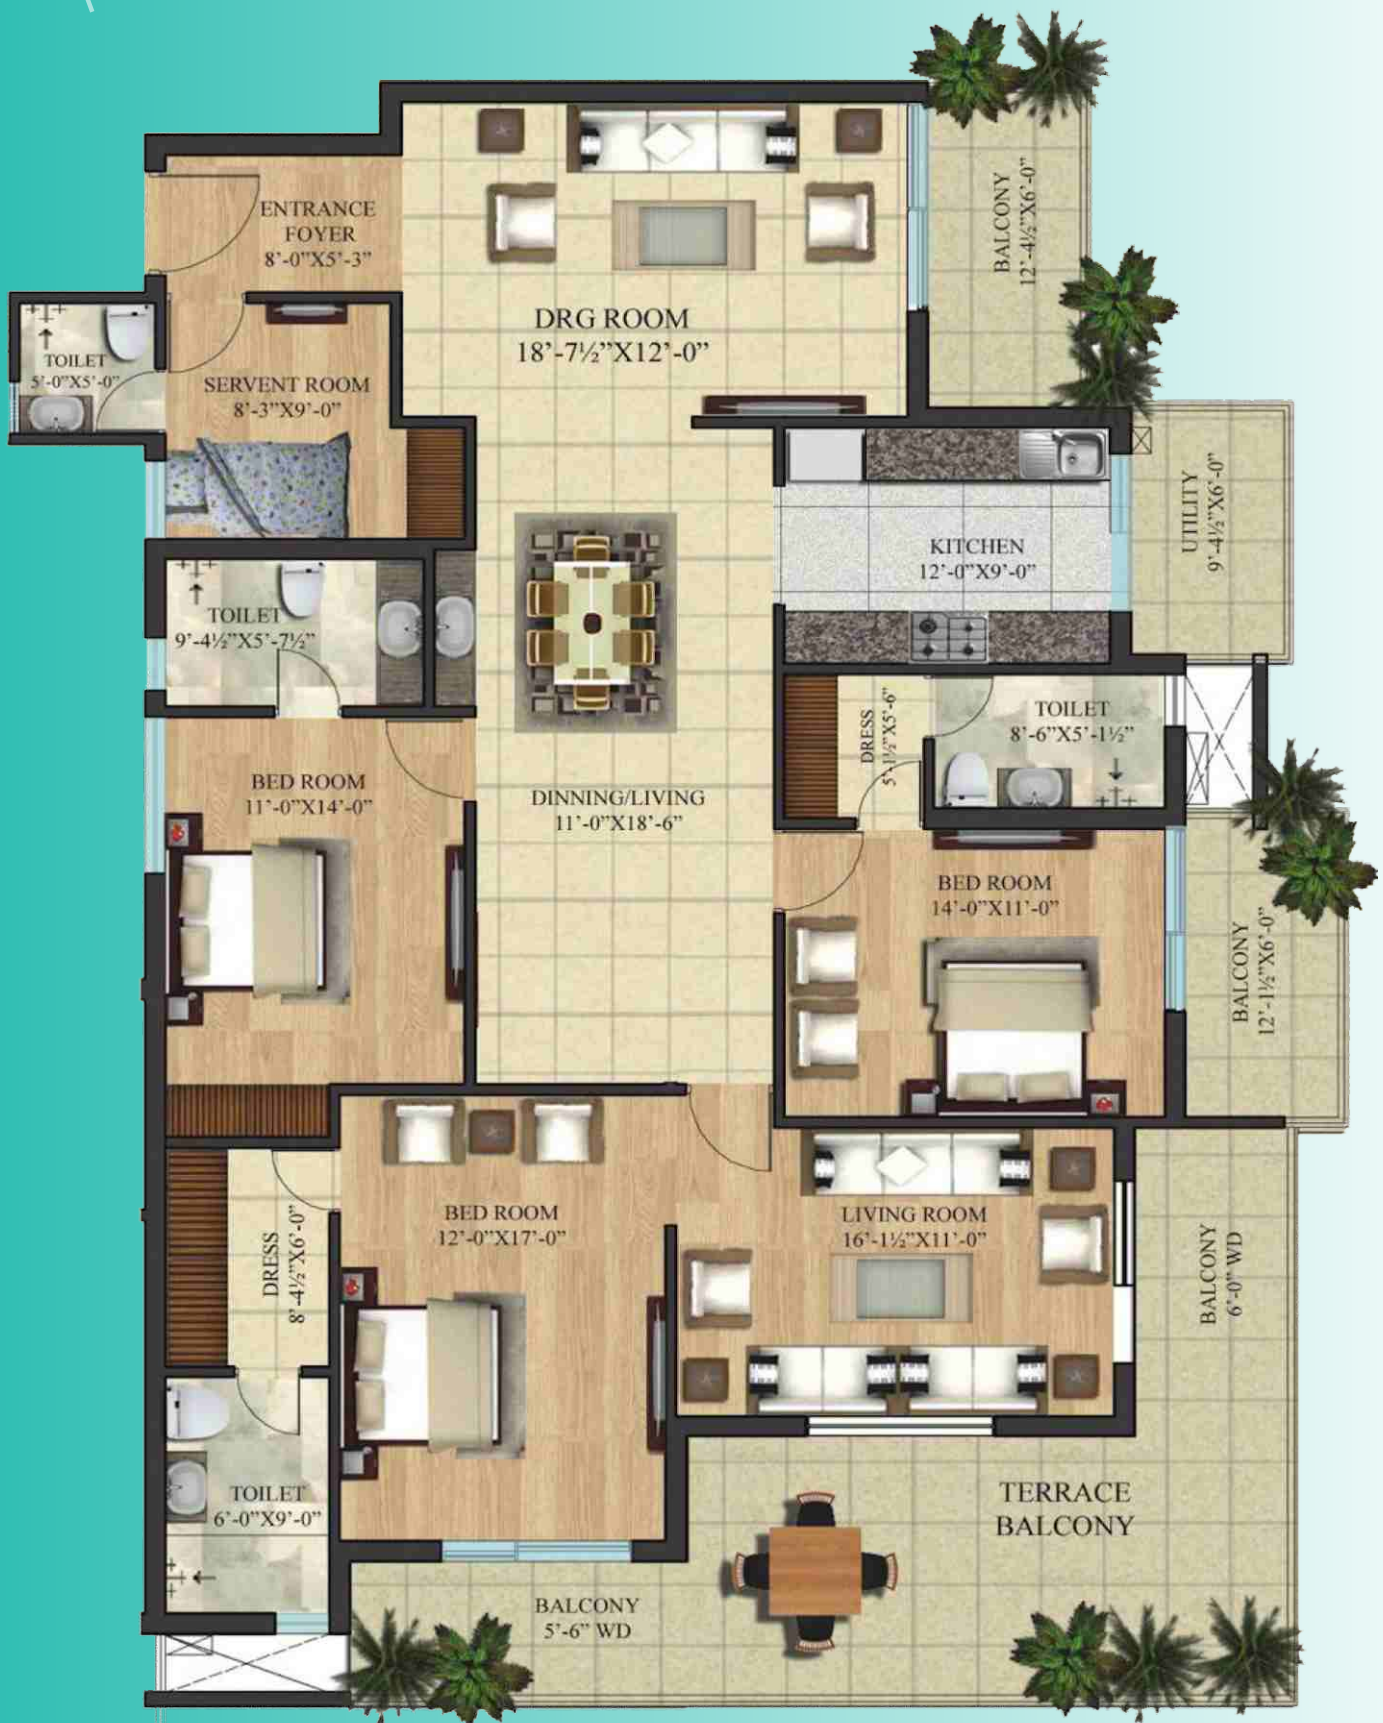 ENTRANCE
FOYER
8'-0"X5'-3"
BALCONY
12'-4½"X6'-0"
DRG ROOM
18'-7½"X12'-0"
TOILET
5'-0"X5'-0"
SERVENT ROOM
8'-3"X9'-0"
UTILITY
9'-4½"X6'-0"
KITCHEN
12'-0"X9'-0"
TOILET
9'-4½"X5'-7½"
DRESS
5'-1½"X5'-6"
TOILET
8'-6"X5'-1½"
BED ROOM
11'-0"X14'-0"
DINNING/LIVING
11'-0"X18'-6"
BED ROOM
14'-0"X11'-0"
BALCONY
12'-1½"X6'-0"
BED ROOM
12'-0"X17'-0"
LIVING ROOM
16'-1½"X11'-0"
DRESS
8'-4½"X6'-0"
BALCONY
6'-0" WD
TOILET
6'-0"X9'-0"
TERRACE
BALCONY
BALCONY
5'-6" WD